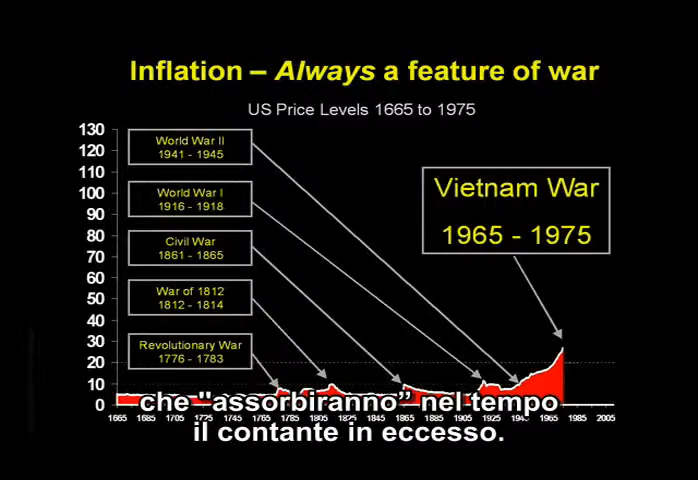 Inflation – Always a feature of war
US Price Levels 1665 to 1975
130
120
110
100
90
80
70
60
50
40
30
20
10
0
World War II
1941 - 1945
World War I
1916 - 1918
Civil War
1861 - 1865
War of 1812
1812 - 1814
Revolutionary War
1776 - 1783
Vietnam War
1965 - 1975
che "assorbiranno” nel tempo
il contante in eccesso.
1665 1685 1705 1725 1745 1765 1785 1805 1825 1845 1865 1885 1905 1925 1945 1965 1985 2005